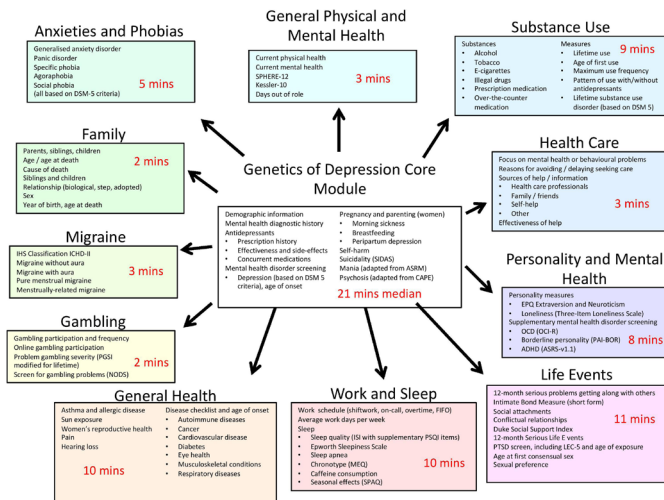 Anxieties and Phobias
Generalised anxiety disorder
Panic disorder
Specific phobia
Agoraphobia
Social phobia
(all based on DSM-5 criteria)
5 mins
General Physical and
Mental Health
Current physical health
Current mental health
SPHERE-12
Kessler-10
Days out of role
3 mins
Substance Use
Substances
• Alcohol
• Tobacco
• E-cigarettes
• Illegal drugs
• Prescription medication
• Over-the-counter
medication
Measures
• Lifetime use
• Age of first use
• Maximum use frequency
• Pattern of use with/without
antidepressants
• Lifetime substance use
disorder (based on DSM 5)
9 mins
Family
Parents, siblings, children
Age / age at death
Cause of death
Siblings and children
Relationship (biological, step, adopted)
Sex
Year of birth, age at death
2 mins
Genetics of Depression Core
Module
Demographic information
Mental health diagnostic history
Antidepressants
• Prescription history
• Effectiveness and side-effects
• Concurrent medications
Mental health disorder screening
• Depression (based on DSM 5
criteria), age of onset
Pregnancy and parenting (women)
• Morning sickness
• Breastfeeding
• Peripartum depression
Self-harm
Suicidality (SIDAS)
Mania (adapted from ASRM)
Psychosis (adapted from CAPE)
21 mins median
Health Care
Focus on mental health or behavioural problems
Reasons for avoiding / delaying seeking care
Sources of help / information
• Health care professionals
• Family / friends
• Self-help
• Other
Effectiveness of help
3 mins
Migraine
IHS Classification ICHD-II
Migraine without aura
Migraine with aura
Pure menstrual migraine
Menstrually-related migraine
3 mins
Personality and Mental
Health
Personality measures
• EPQ Extraversion and Neuroticism
• Loneliness (Three-Item Loneliness Scale)
Supplementary mental health disorder screening
• OCD (OCI-R)
• Borderline personality (PAI-BOR)
• ADHD (ASRS-v1.1)
8 mins
Gambling
Gambling participation and frequency
Online gambling participation
Problem gambling severity (PGSI
modified for lifetime)
Screen for gambling problems (NODS)
2 mins
General Health
Asthma and allergic disease
Sun exposure
Women's reproductive health
Pain
Hearing loss
Disease checklist and age of onset
• Autoimmune diseases
• Cancer
• Cardiovascular disease
• Diabetes
• Eye health
• Musculoskeletal conditions
• Respiratory diseases
10 mins
Work and Sleep
Work schedule (shiftwork, on-call, overtime, FIFO)
Average work days per week
Sleep
• Sleep quality (ISI with supplementary PSQI items)
• Epworth Sleepiness Scale
• Sleep apnea
• Chronotype (MEQ)
• Caffeine consumption
• Seasonal effects (SPAQ)
10 mins
Life Events
12-month serious problems getting along with others
Intimate Bond Measure (short form)
Social attachments
Conflictual relationships
Duke Social Support Index
12-month Serious Life E vents
PTSD screen, including LEC-5 and age of exposure
Age at first consensual sex
Sexual preference
11 mins